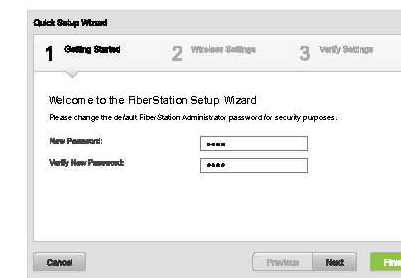 Quick Setup Wizard
1 Getting Started 2 Wireless Settings 3 Verify Settings
Welcome to the FiberStation Setup Wizard
Please change the default FiberStation Administrator password for security purposes.
New Password:
Verify New Password:
Cancel Previous Next